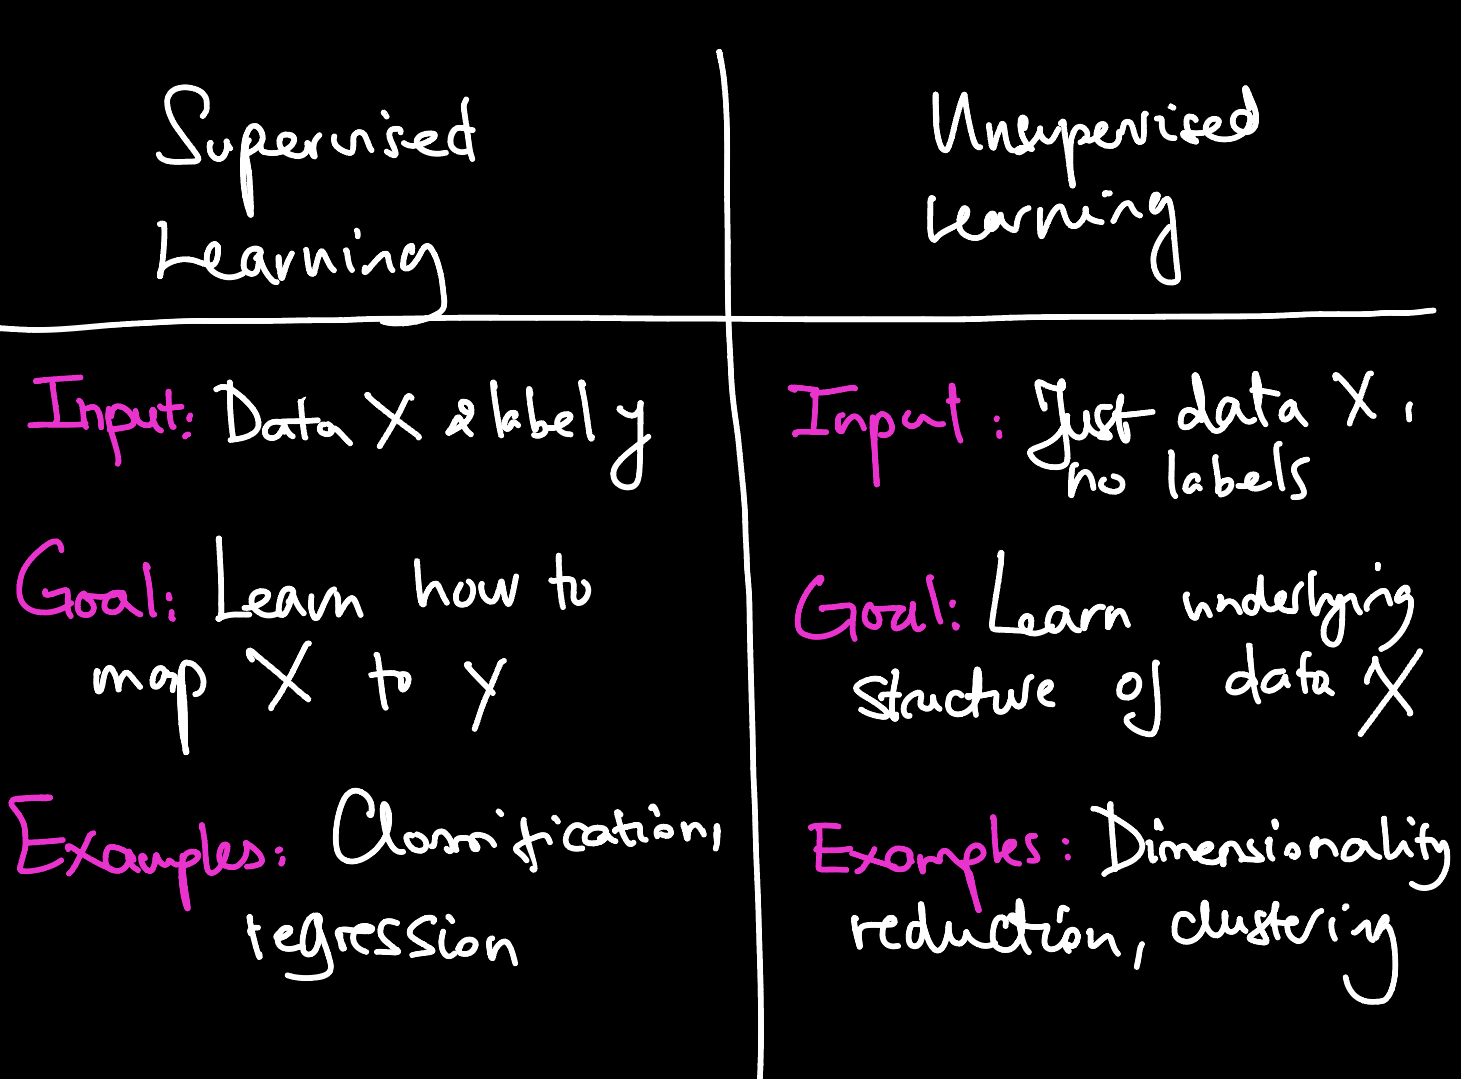 Supervised
Learning
Input: Data X & label y
Goal: Learn how to
map X to y
Examples: Classification,
regression
Unsupervised
Learning
Input: Just data X,
no labels
Goal: Learn underlying
structure of data X
Examples: Dimensionality
reduction, clustering